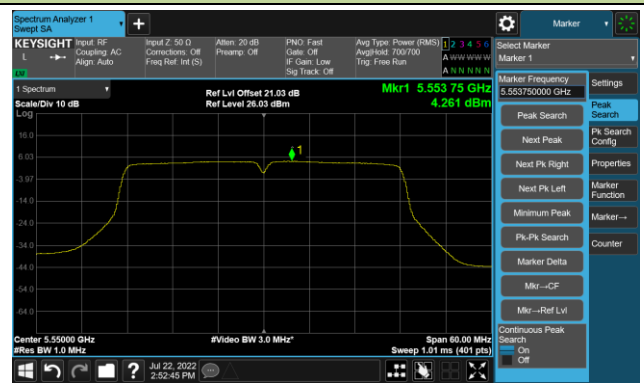 Spectrum Analyzer 1
Swept SA
Marker
KEYSIGHT
L
Input: RF
Coupling: AC
Align: Auto
Input Z: 50 Ω
Corrections: Off
Freq Ref: Int (S)
Atten: 20 dB
Preamp: Off
PNO: Fast
Gate: Off
IF Gain: Low
Sig Track: Off
Avg Type: Power (RMS)
Avg|Hold: 700/700
Trig: Free Run
1 2 3 4 5 6
A W W W W W
A N N N N N
LW
1 Spectrum
Scale/Div 10 dB
Log
Ref Lvl Offset 21.03 dB
Ref Level 26.03 dBm
Mkr1 5.553 75 GHz
4.261 dBm
1
16.0
6.03
-3.97
-14.0
-24.0
-34.0
-44.0
-54.0
-64.0
Center 5.55000 GHz
#Res BW 1.0 MHz
#Video BW 3.0 MHz*
Span 60.00 MHz
Sweep 1.01 ms (401 pts)
Select Marker
Marker 1
Marker Frequency
5.553750000 GHz
Peak Search
Next Peak
Next Pk Right
Next Pk Left
Minimum Peak
Pk-Pk Search
Marker Delta
Mkr→CF
Mkr→Ref Lvl
Continuous Peak
Search
On
Off
Settings
Peak
Search
Pk Search
Config
Properties
Marker
Function
Marker→
Counter
?
Jul 22, 2022
2:52:45 PM